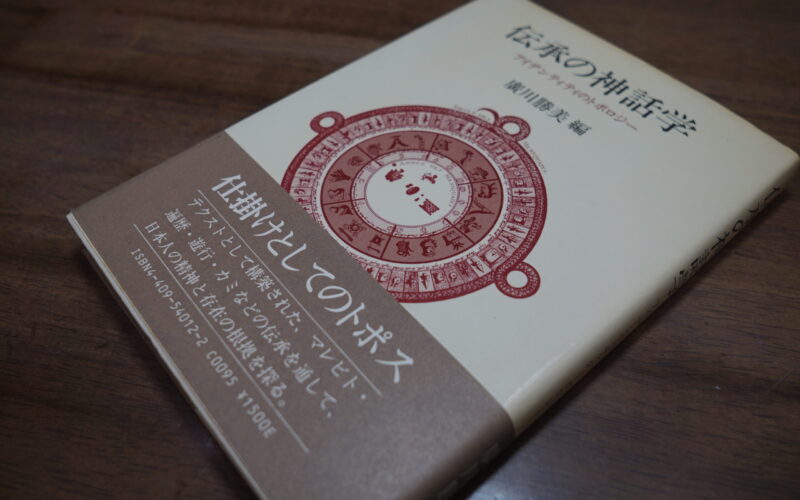 伝承の神話学
アイデンティティのトポロジー
廣川勝美 編
仕掛けとしてのトポス
テクストとして構築された、マレビト・
遍歴・遊行・カミなどの伝承を通して、
日本人の精神と存在の根拠を探る。
ISBN4-409-54012-2 C0095 ¥1500E